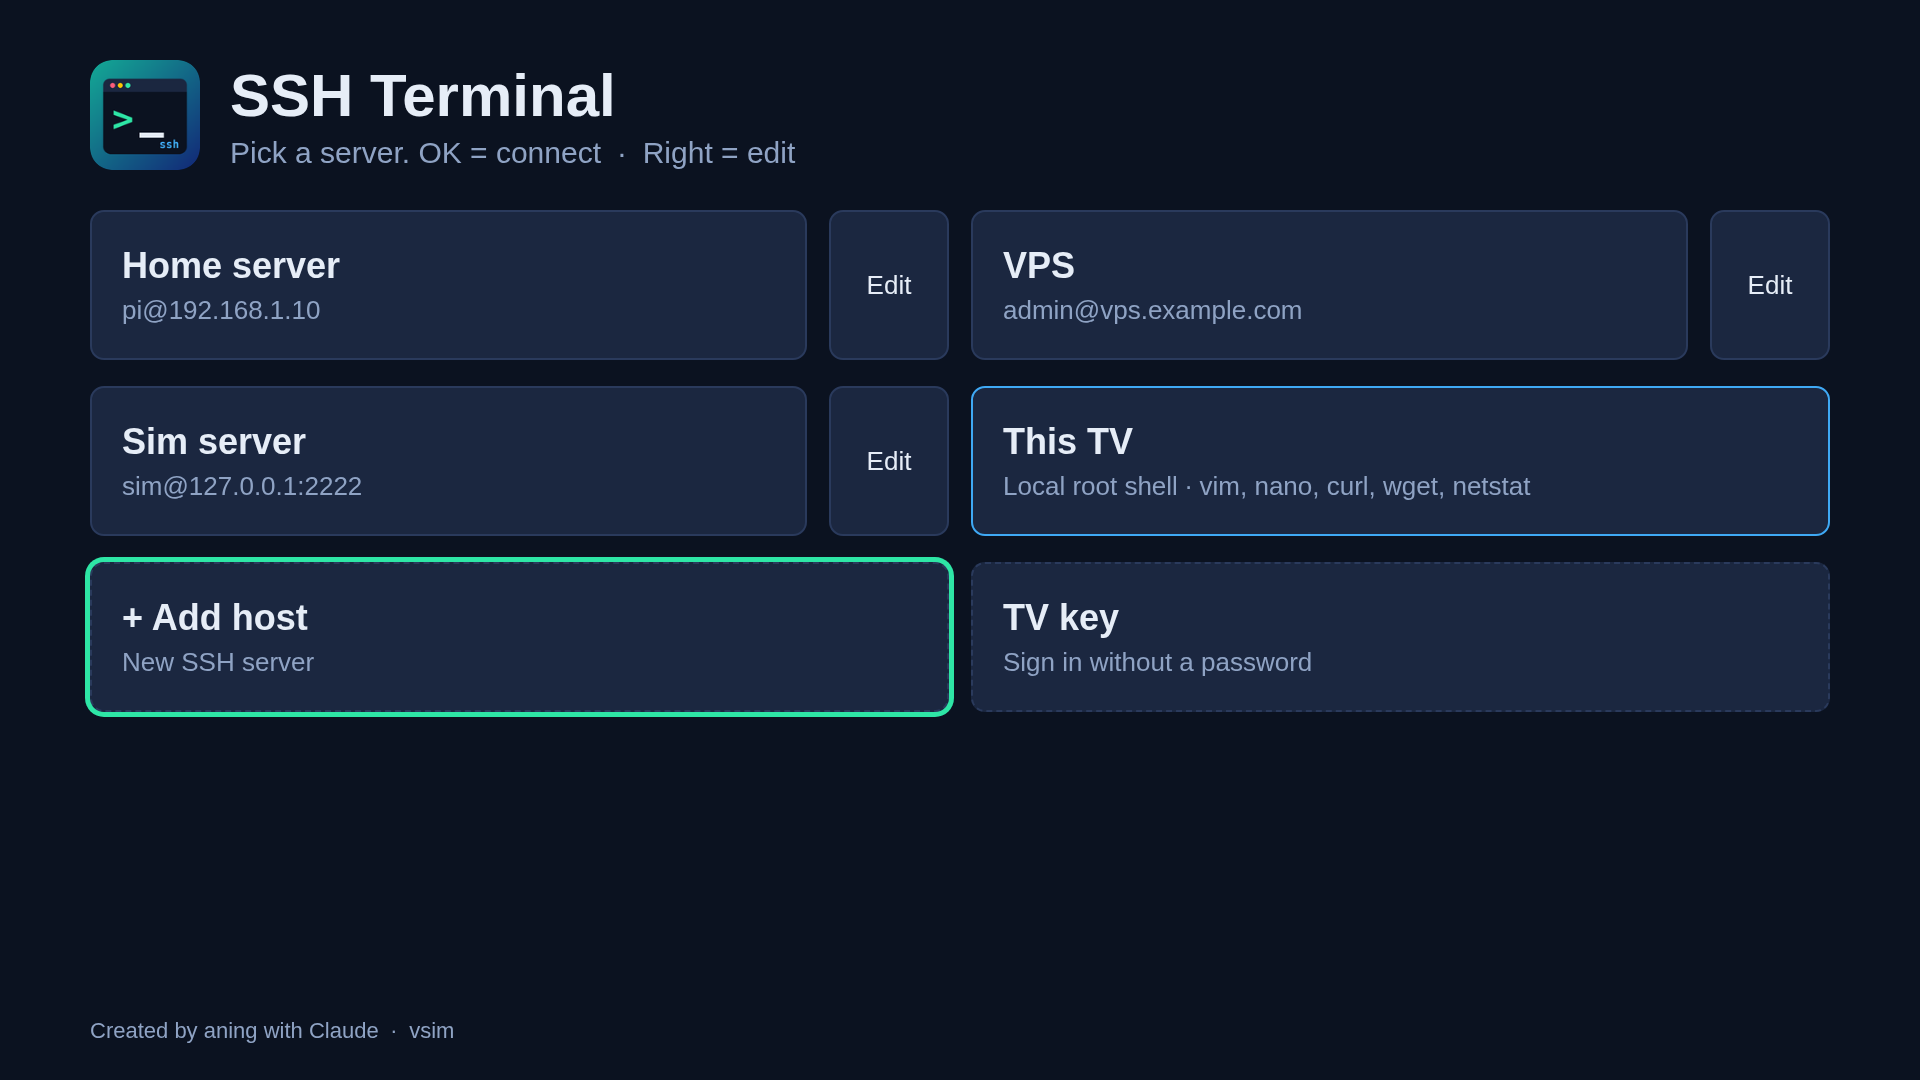 >_
ssh
SSH Terminal
Pick a server. OK = connect · Right = edit
Home server
pi@192.168.1.10
Edit
VPS
admin@vps.example.com
Edit
Sim server
sim@127.0.0.1:2222
Edit
This TV
Local root shell · vim, nano, curl, wget, netstat
+ Add host
New SSH server
TV key
Sign in without a password
Created by aning with Claude · vsim